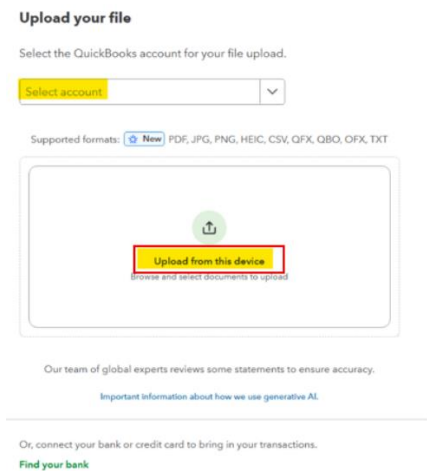 Upload your file
Select the QuickBooks account for your file upload.
Select account
Supported formats: New PDF, JPG, PNG, HEIC, CSV, QFX, QBO, OFX, TXT
Upload from this device
Browse and select documents to upload
Our team of global experts reviews some statements to ensure accuracy.
Important information about how we use generative AI.
Or, connect your bank or credit card to bring in your transactions.
Find your bank